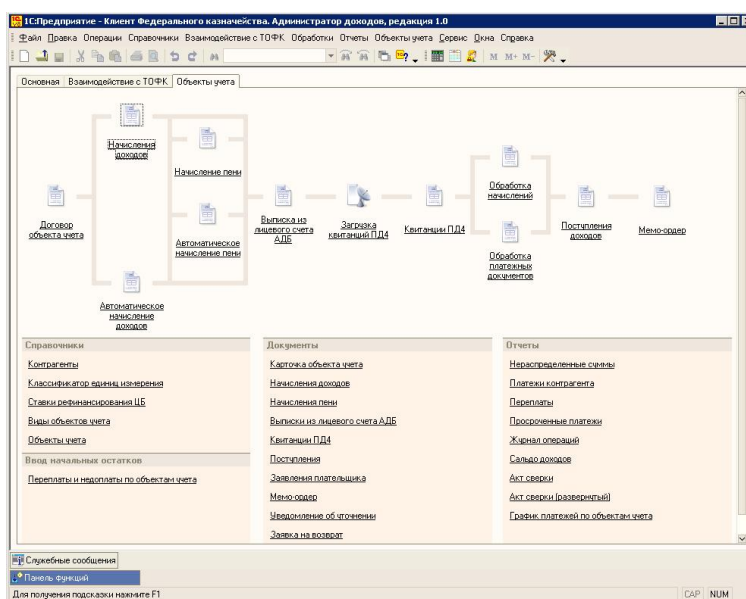 1С:Предприятие - Клиент Федерального казначейства. Администратор доходов, редакция 1.0
Файл Правка Операции Справочники Взаимодействие с ТОФК Обработки Отчеты Объекты учета Сервис Окна Справка
M M+ M-
Основная Взаимодействие с ТОФК Объекты учета
Начисления
доходов
Начисление пени
Договор
объекта учета
Автоматическое
начисление пени
Автоматическое
начисление
доходов
Выписка из
лицевого счета
АДБ
Загрузка
квитанций ПД4
Квитанции ПД4
Обработка
начислений
Обработка
платежных
документов
Поступления
доходов
Мемо-ордер
Справочники
Контрагенты
Классификатор единиц измерения
Ставки рефинансирования ЦБ
Виды объектов учета
Объекты учета
Ввод начальных остатков
Переплаты и недоплаты по объектам учета
Документы
Карточка объекта учета
Начисления доходов
Начисления пени
Выписки из лицевого счета АДБ
Квитанции ПД4
Поступления
Заявления плательщика
Мемо-ордер
Уведомление об уточнении
Заявка на возврат
Отчеты
Нераспределенные суммы
Платежи контрагента
Переплаты
Просроченные платежи
Журнал операций
Сальдо доходов
Акт сверки
Акт сверки (развернутый)
График платежей по объектам учета
Служебные сообщения
Панель функций
Для получения подсказки нажмите F1
CAP NUM